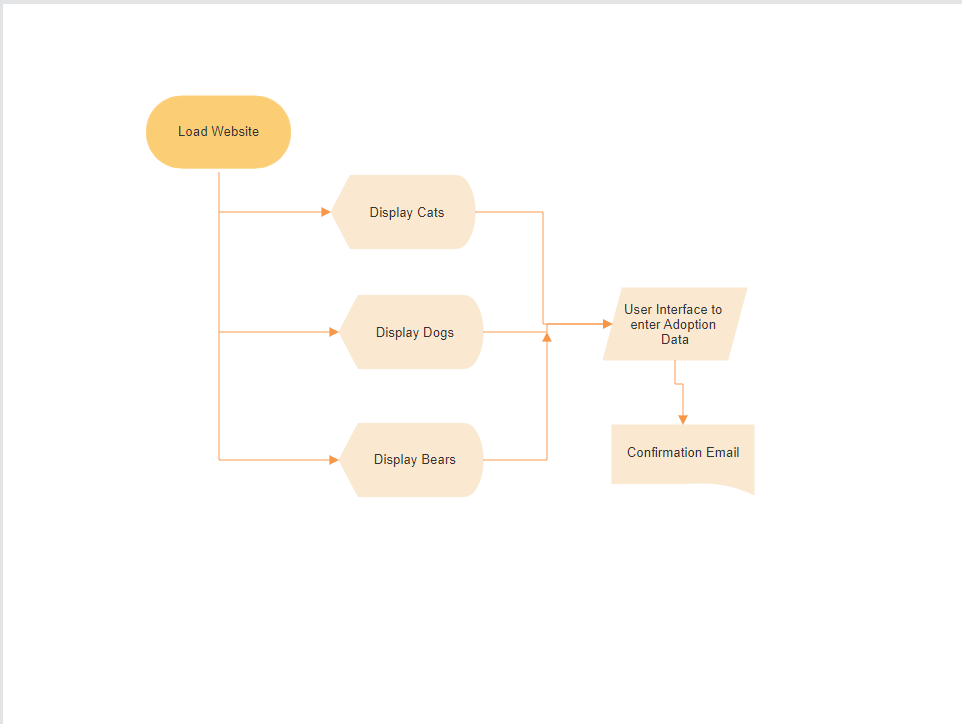 Load Website
Display Cats
Display Dogs
Display Bears
User Interface to
enter Adoption
Data
Confirmation Email